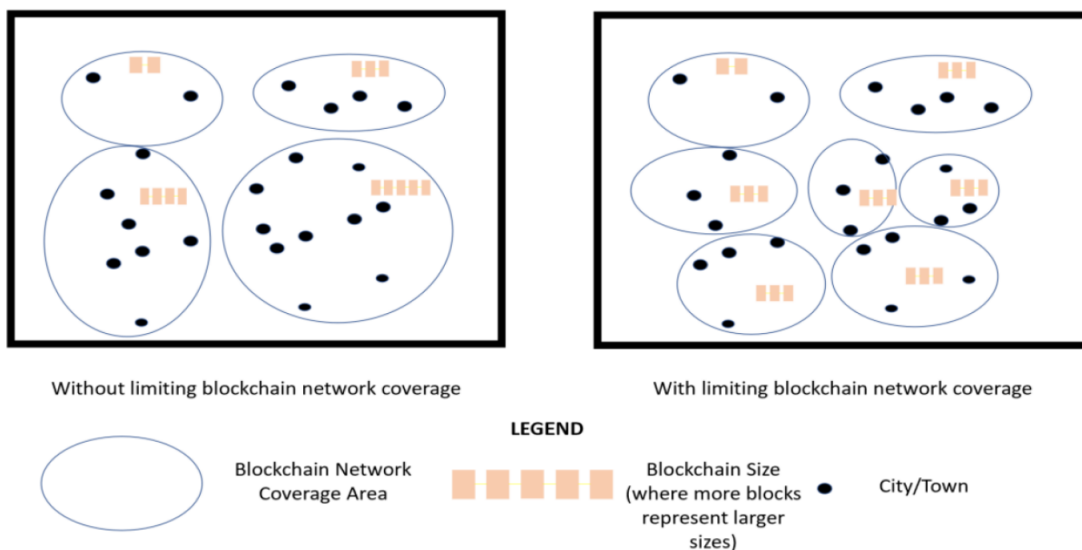 Without limiting blockchain network coverage
With limiting blockchain network coverage
LEGEND
Blockchain Network
Coverage Area
Blockchain Size
(where more blocks
represent larger
sizes)
City/Town